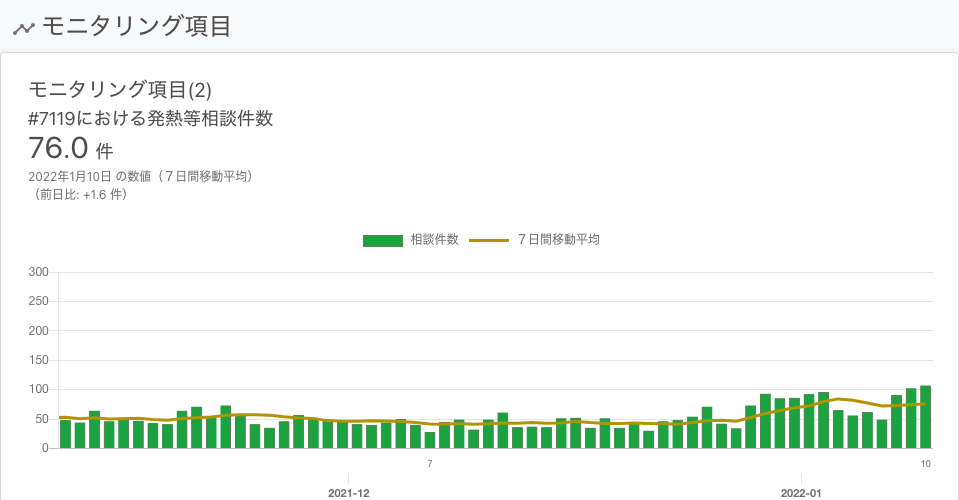 モニタリング項目
モニタリング項目(2)
#7119における発熱等相談件数
76.0 件
2022年1月10日 の数値（７日間移動平均）
（前日比: +1.6 件）
相談件数 ７日間移動平均
300
250
200
150
100
50
0
7 10
2021-12 2022-01